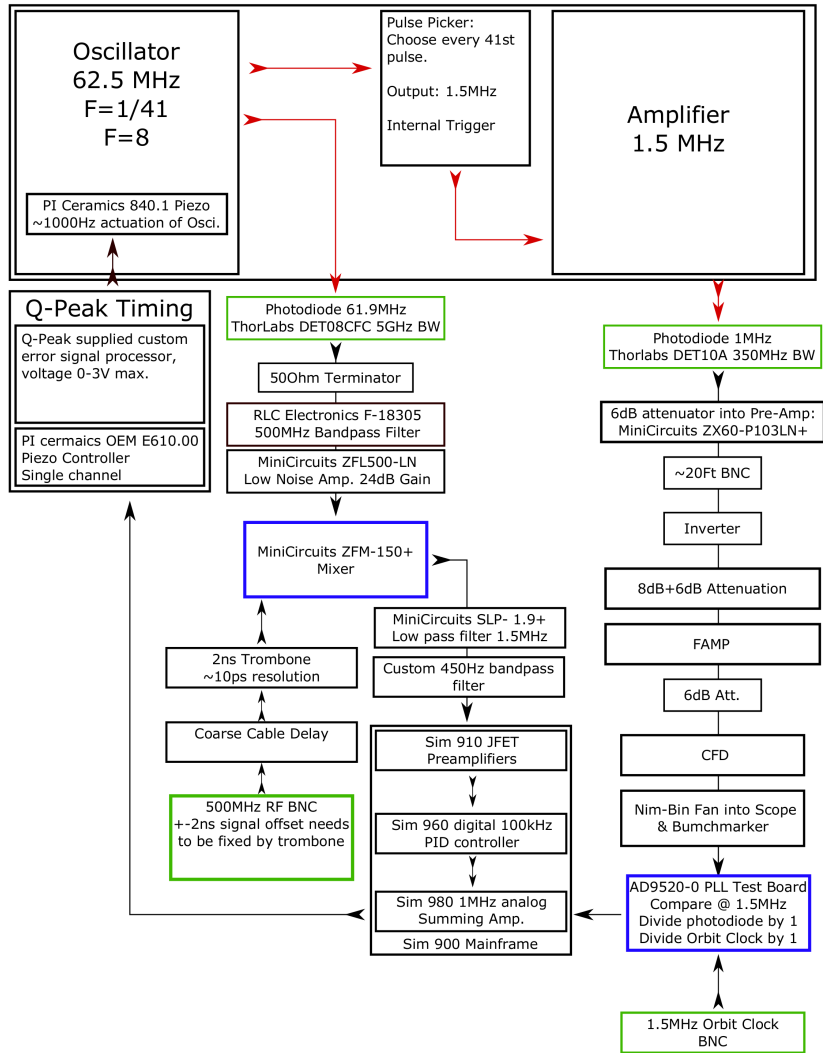 Oscillator
62.5 MHz
F=1/41
F=8
PI Ceramics 840.1 Piezo
~1000Hz actuation of Osci.
Pulse Picker:
Choose every 41st
pulse.
Output: 1.5MHz
Internal Trigger
Amplifier
1.5 MHz
Q-Peak Timing
Q-Peak supplied custom
error signal processor,
voltage 0-3V max.
PI cermaics OEM E610.00
Piezo Controller
Single channel
Photodiode 61.9MHz
ThorLabs DET08CFC 5GHz BW
50Ohm Terminator
RLC Electronics F-18305
500MHz Bandpass Filter
MiniCircuits ZFL500-LN
Low Noise Amp. 24dB Gain
MiniCircuits ZFM-150+
Mixer
2ns Trombone
~10ps resolution
Coarse Cable Delay
500MHz RF BNC
+-2ns signal offset needs
to be fixed by trombone
MiniCircuits SLP- 1.9+
Low pass filter 1.5MHz
Custom 450Hz bandpass
filter
Sim 910 JFET
Preamplifiers
Sim 960 digital 100kHz
PID controller
Sim 980 1MHz analog
Summing Amp.
Sim 900 Mainframe
Photodiode 1MHz
Thorlabs DET10A 350MHz BW
6dB attenuator into Pre-Amp:
MiniCircuits ZX60-P103LN+
~20Ft BNC
Inverter
8dB+6dB Attenuation
FAMP
6dB Att.
CFD
Nim-Bin Fan into Scope
& Bumchmarker
AD9520-0 PLL Test Board
Compare @ 1.5MHz
Divide photodiode by 1
Divide Orbit Clock by 1
1.5MHz Orbit Clock
BNC